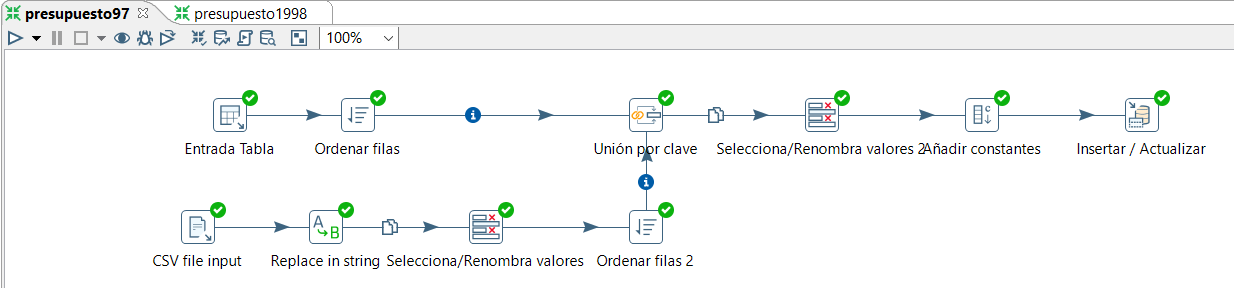 presupuesto97
presupuesto1998
100%
Entrada Tabla
Ordenar filas
Unión por clave
Selecciona/Renombra valores 2
Añadir constantes
Insertar / Actualizar
CSV file input
Replace in string
Selecciona/Renombra valores
Ordenar filas 2